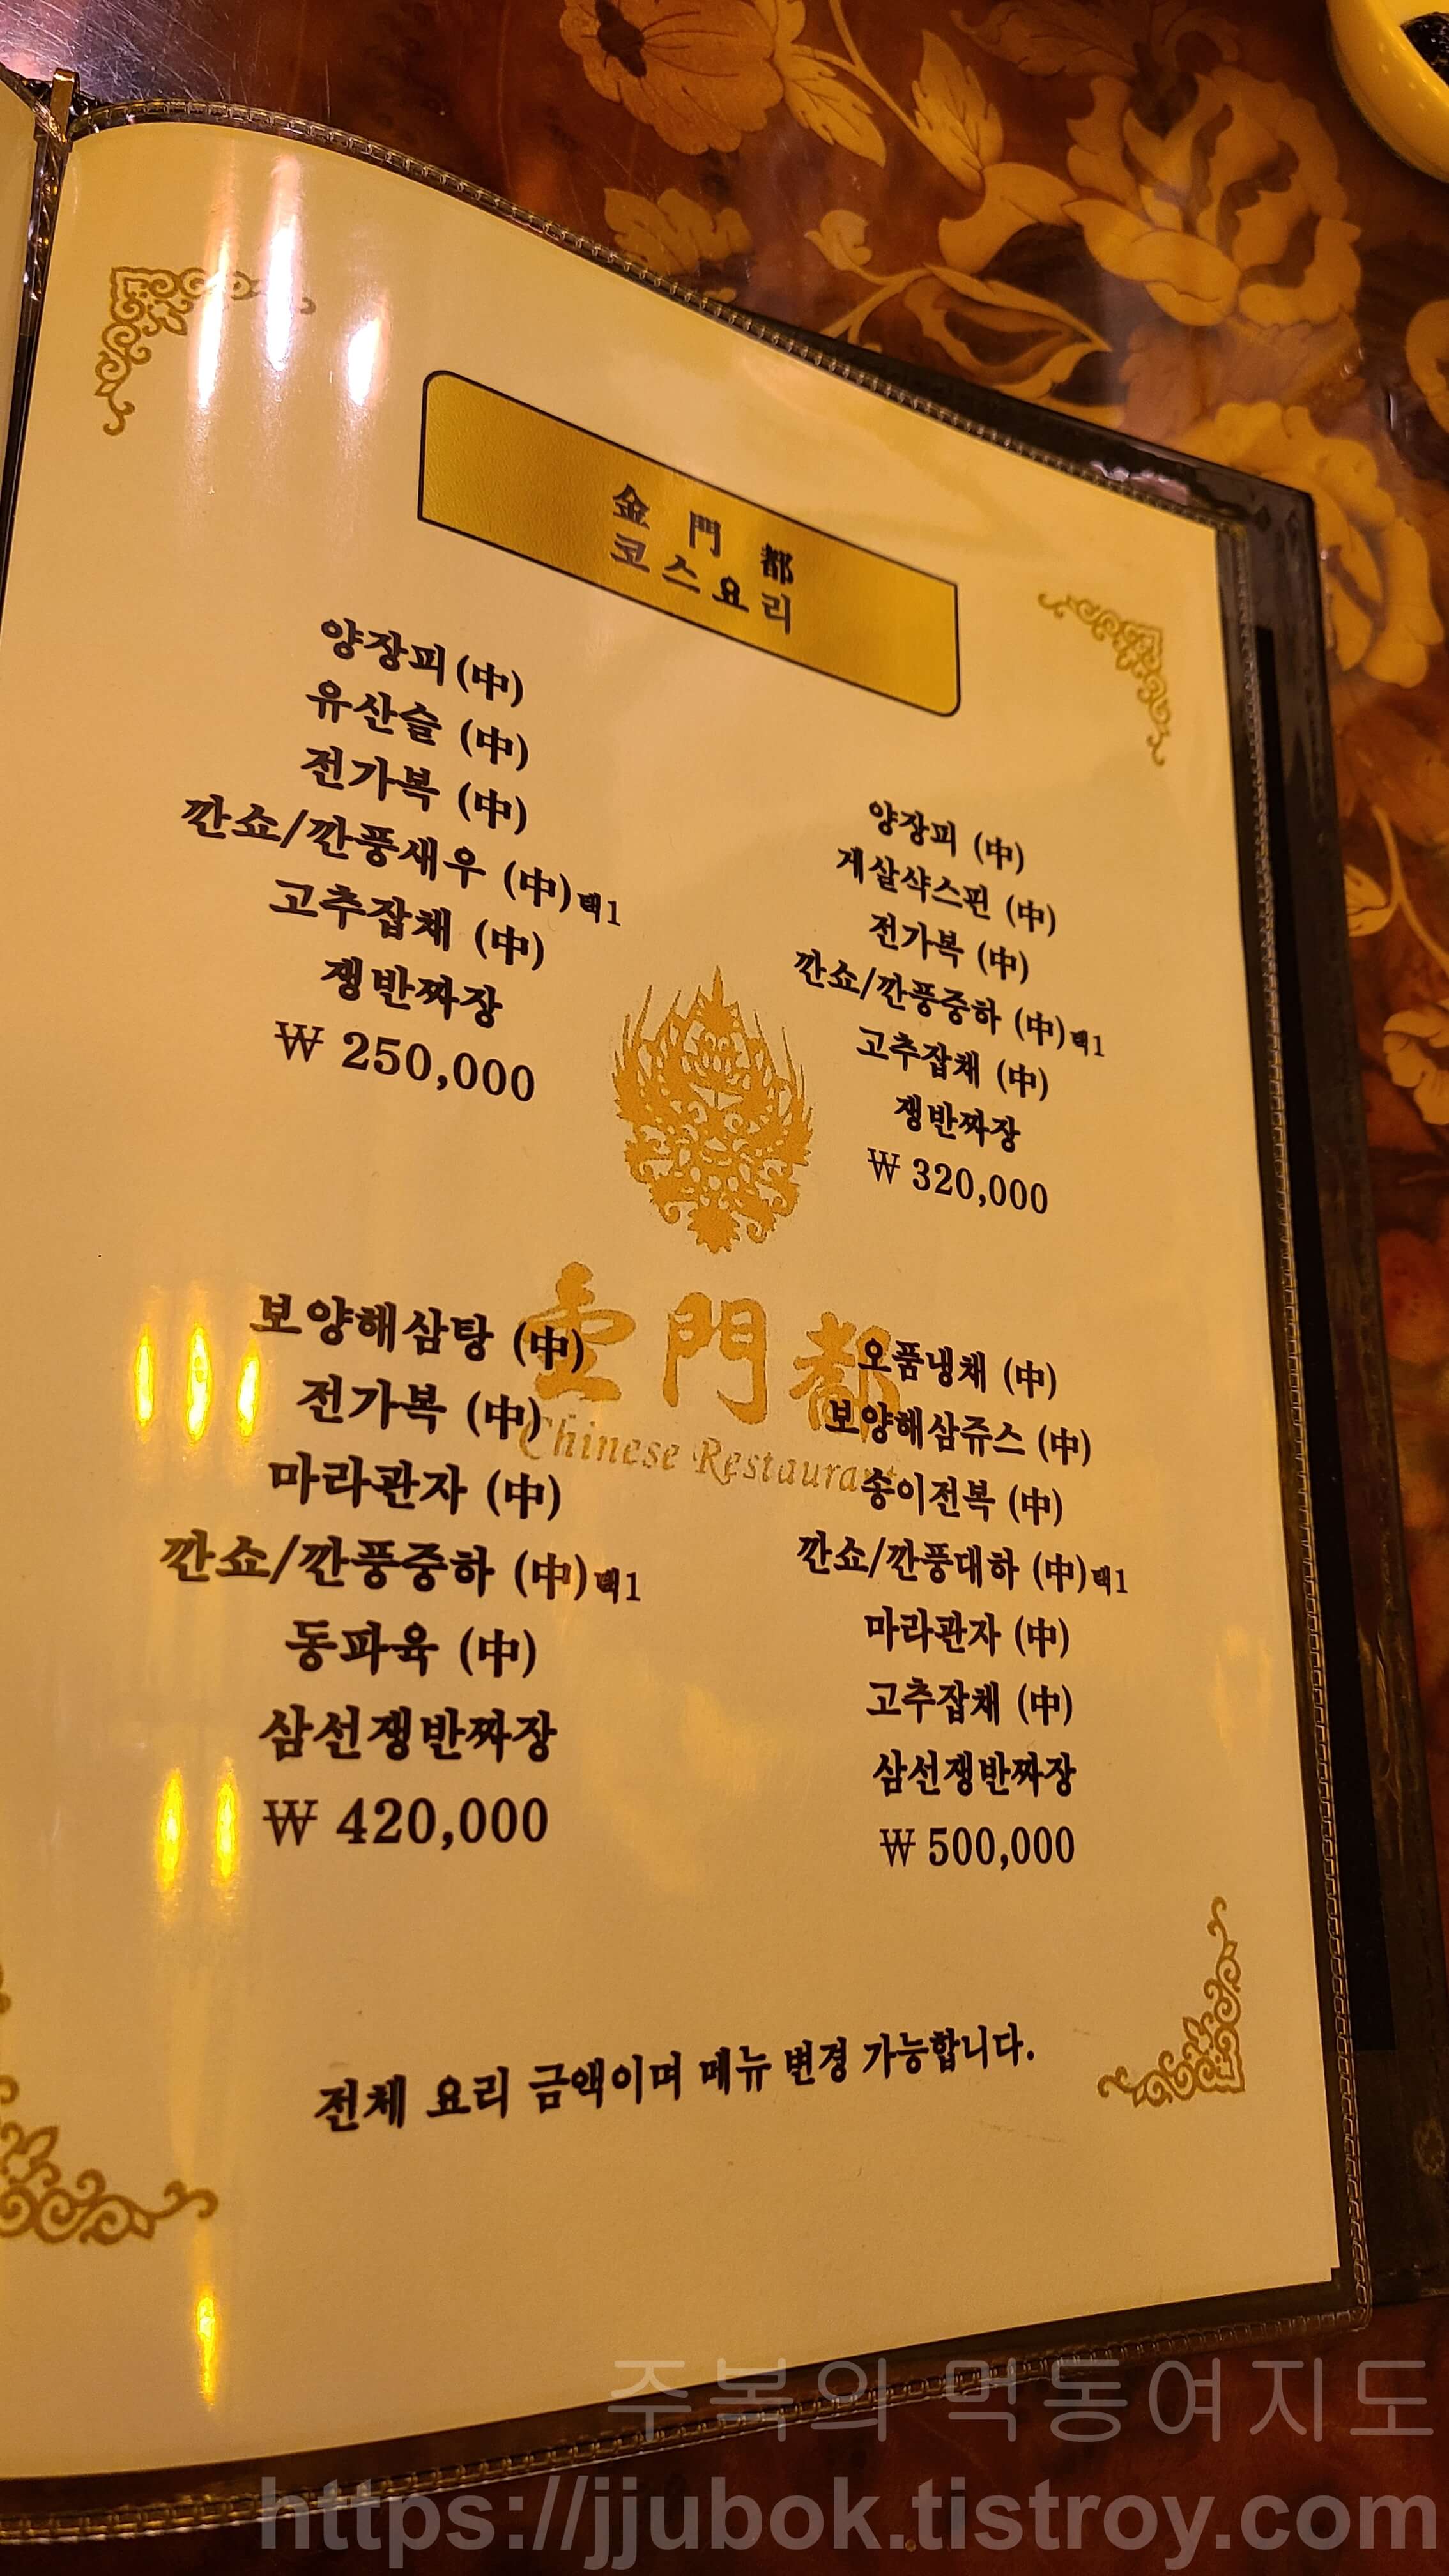 金 門 都
코스요리
양장피 (中)
유산슬 (中)
전가복 (中)
깐쇼/깐풍새우 (中)택1
고추잡채 (中)
쟁반짜장
₩ 250,000
양장피 (中)
게살샥스핀 (中)
전가복 (中)
깐쇼/깐풍중하 (中)택1
고추잡채 (中)
쟁반짜장
₩ 320,000
金門都
Chinese Restaurant
보양해삼탕 (中)
전가복 (中)
마라관자 (中)
깐쇼/깐풍중하 (中)택1
동파육 (中)
삼선쟁반짜장
₩ 420,000
오품냉채 (中)
보양해삼쥬스 (中)
송이전복 (中)
깐쇼/깐풍대하 (中)택1
마라관자 (中)
고추잡채 (中)
삼선쟁반짜장
₩ 500,000
전체 요리 금액이며 메뉴 변경 가능합니다.
주복의 먹동여지도
https://jjubok.tistroy.com